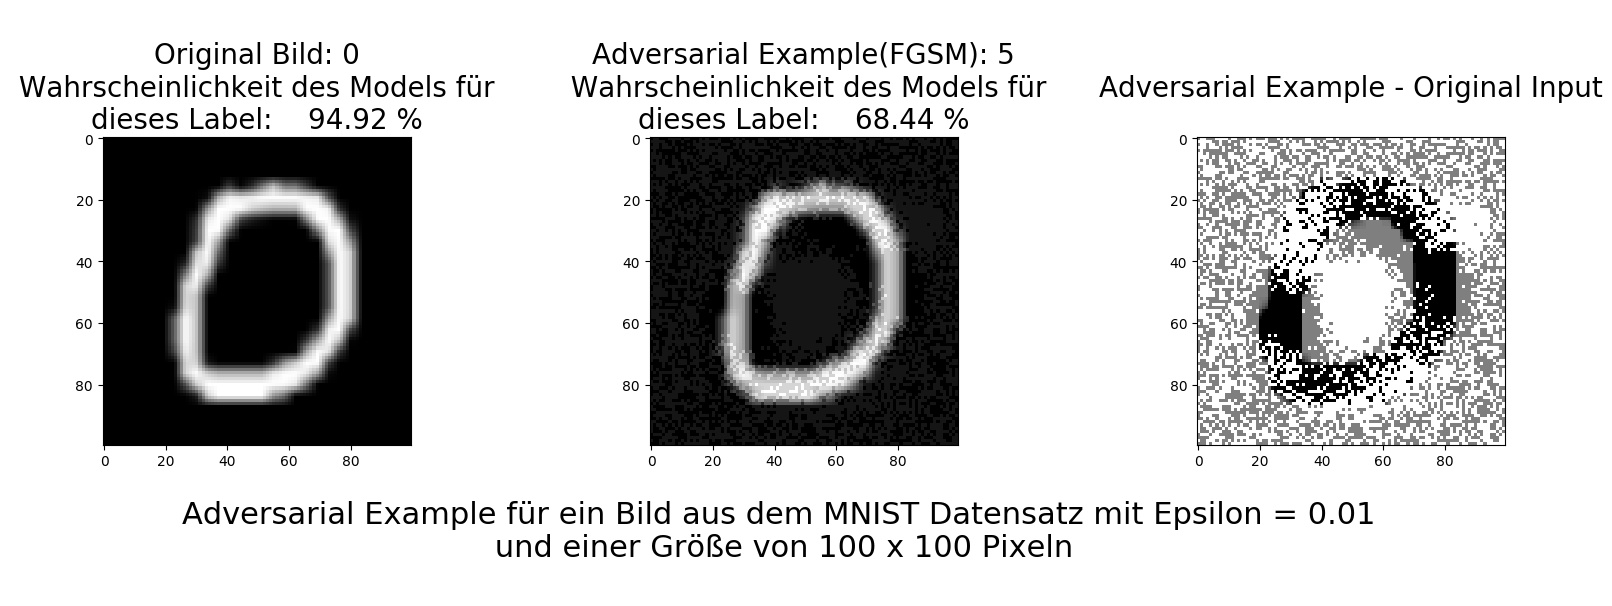 Original Bild: 0
Wahrscheinlichkeit des Models für
dieses Label: 94.92 %
Adversarial Example(FGSM): 5
Wahrscheinlichkeit des Models für
dieses Label: 68.44 %
Adversarial Example - Original Input
0
20
40
60
80
0 20 40 60 80
0
20
40
60
80
0 20 40 60 80
0
20
40
60
80
0 20 40 60 80
Adversarial Example für ein Bild aus dem MNIST Datensatz mit Epsilon = 0.01
und einer Größe von 100 x 100 Pixeln